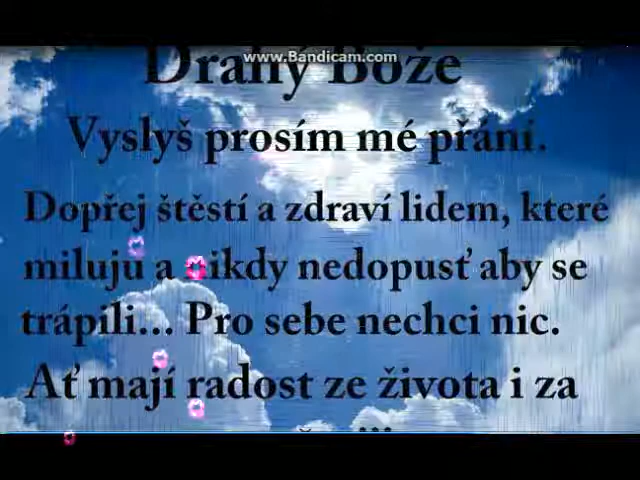 www.Bandicam.com
Drahý Bože
Vyslyš prosím mé přání.
Dopřej štěstí a zdraví lidem, které
miluju a nikdy nedopusť aby se
trápili... Pro sebe nechci nic.
Ať mají radost ze života i za